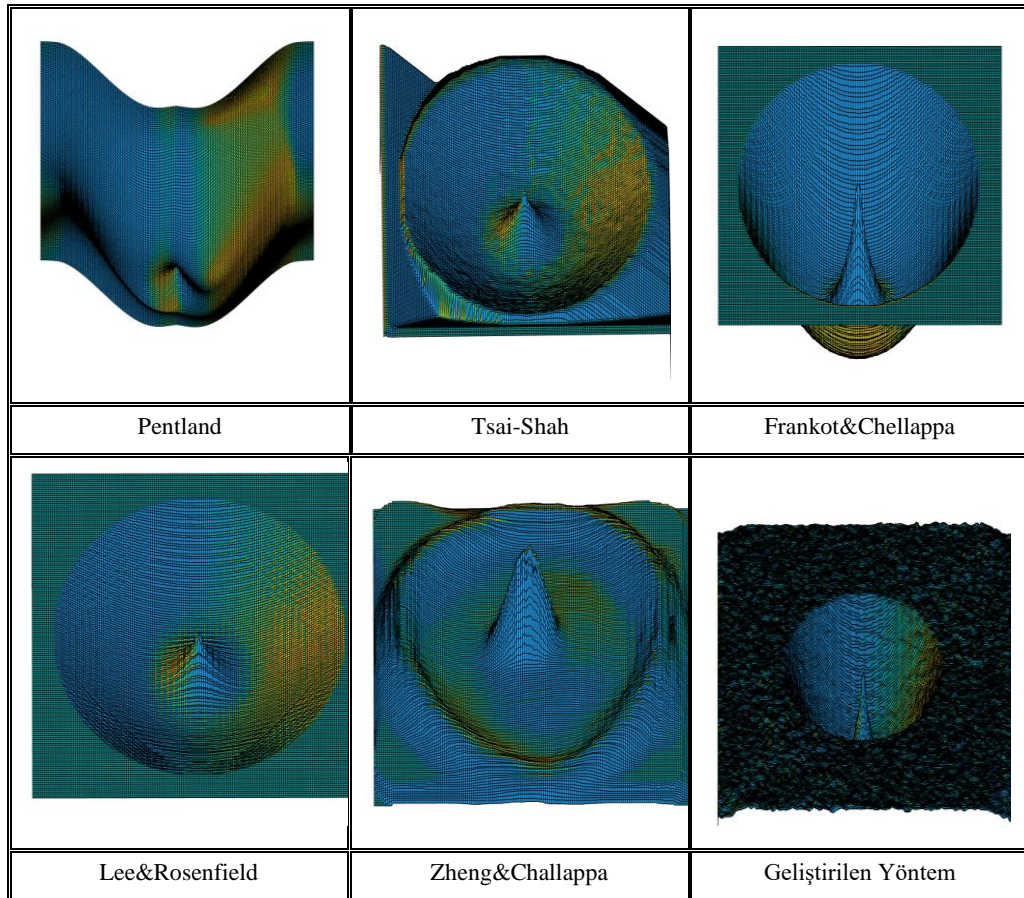 Pentland
Tsai-Shah
Frankot&Chellappa
Lee&Rosenfield
Zheng&Challappa
Geliştirilen Yöntem